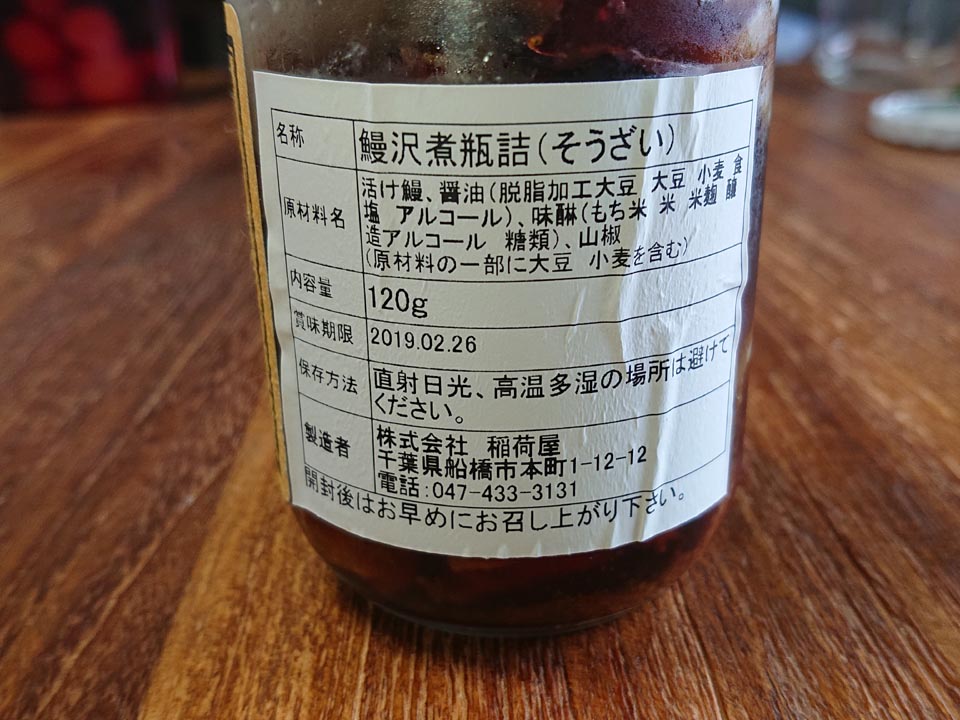 名称 鰻沢煮瓶詰(そうざい)
原材料名 活け鰻、醤油(脱脂加工大豆 大豆 小麦 食
塩 アルコール)、味醂(もち米 米 米麹 醸
造アルコール 糖類)、山椒
(原材料の一部に大豆 小麦を含む)
内容量 120g
賞味期限 2019.02.26
保存方法 直射日光、高温多湿の場所は避けて
ください。
製造者 株式会社 稲荷屋
千葉県船橋市本町1-12-12
電話:047-433-3131
開封後はお早めにお召し上がり下さい。